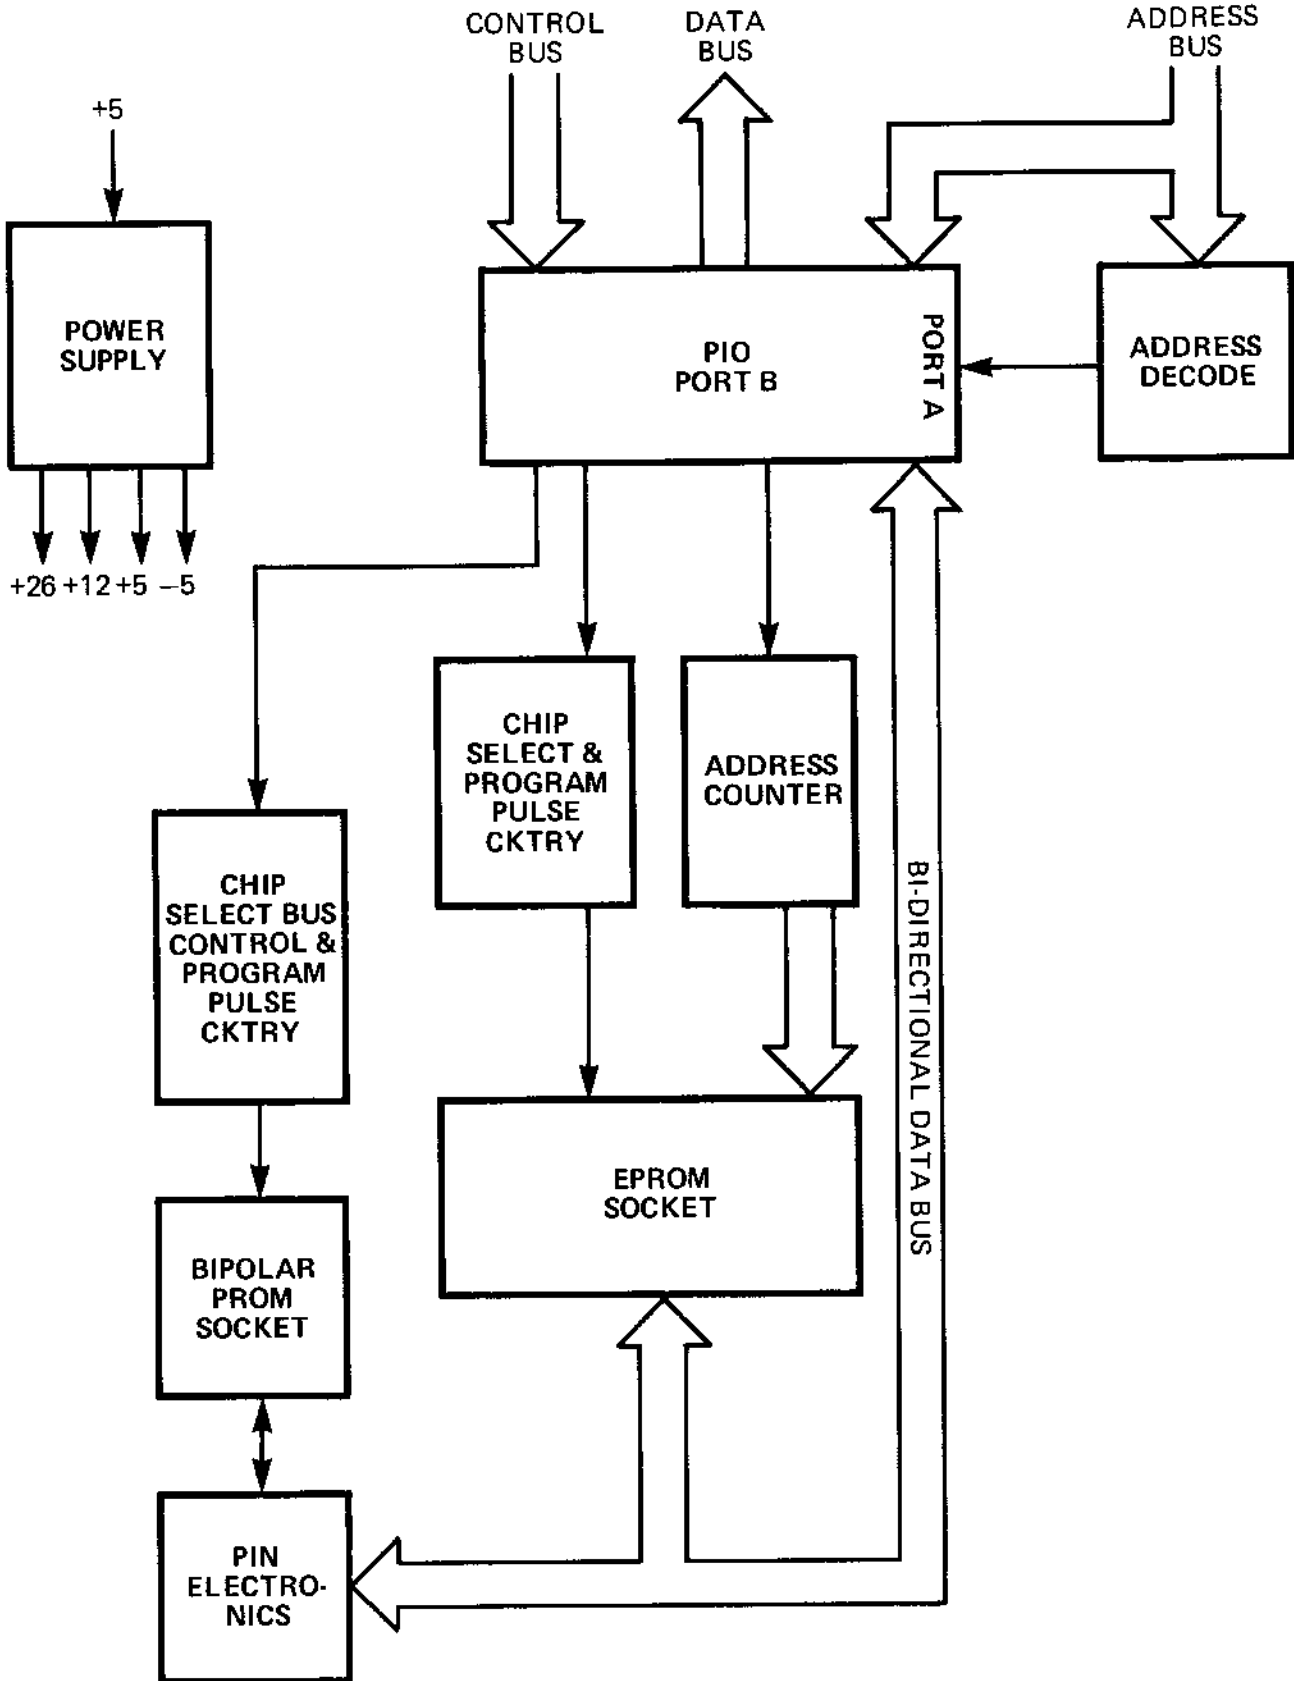 CONTROL
BUS
DATA
BUS
ADDRESS
BUS
+5
POWER
SUPPLY
+26 +12 +5 –5
PIO
PORT B
PORT A
ADDRESS
DECODE
CHIP
SELECT &
PROGRAM
PULSE
CKTRY
ADDRESS
COUNTER
CHIP
SELECT BUS
CONTROL &
PROGRAM
PULSE
CKTRY
BI-DIRECTIONAL DATA BUS
EPROM
SOCKET
BIPOLAR
PROM
SOCKET
PIN
ELECTRO-
NICS